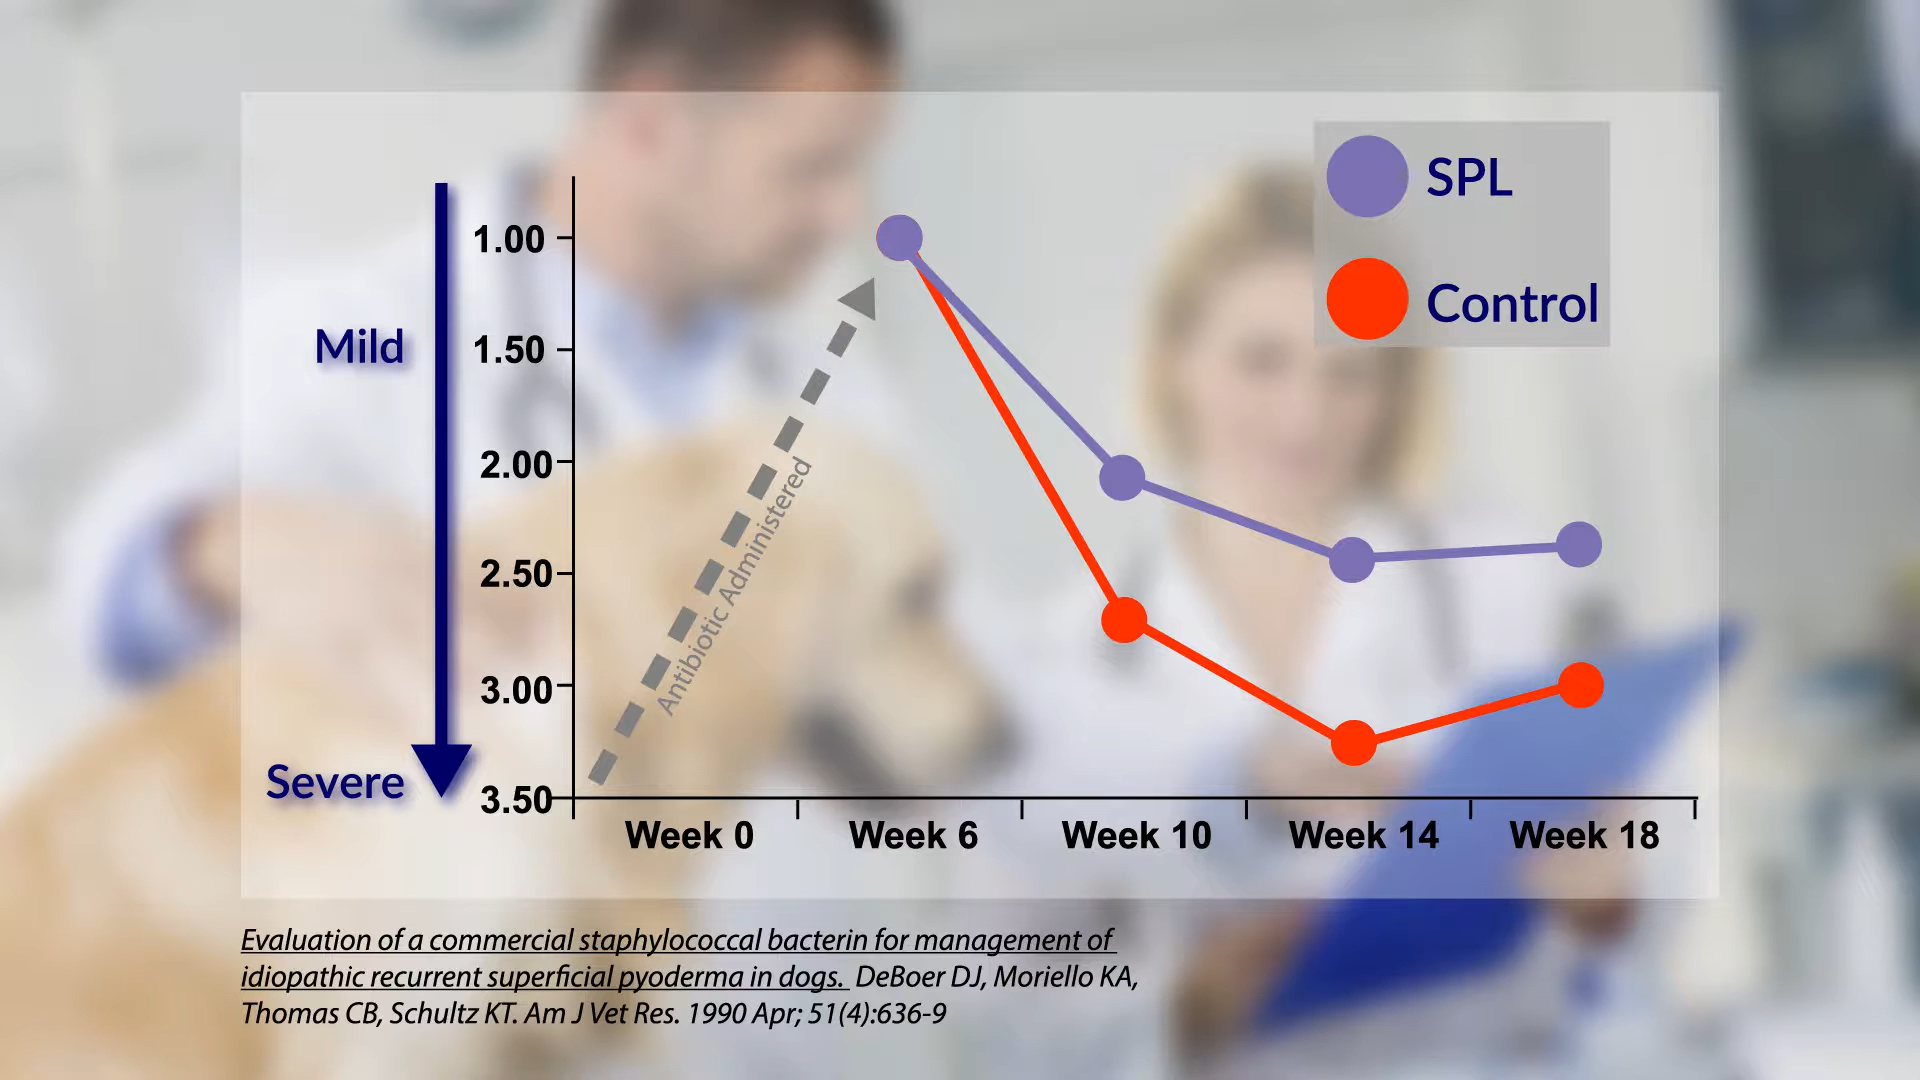 SPL
Control
Mild
Severe
1.00
1.50
2.00
2.50
3.00
3.50
Antibiotic Administered
Week 0 Week 6 Week 10 Week 14 Week 18
Evaluation of a commercial staphylococcal bacterin for management of
idiopathic recurrent superficial pyoderma in dogs. DeBoer DJ, Moriello KA,
Thomas CB, Schultz KT. Am J Vet Res. 1990 Apr; 51(4):636-9